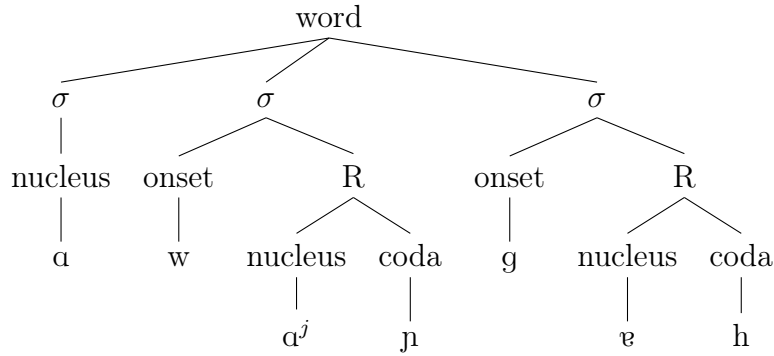 word
σ σ σ
nucleus onset R onset R
ɑ w nucleus coda g nucleus coda
ɑʲ ɲ ɐ ɥ